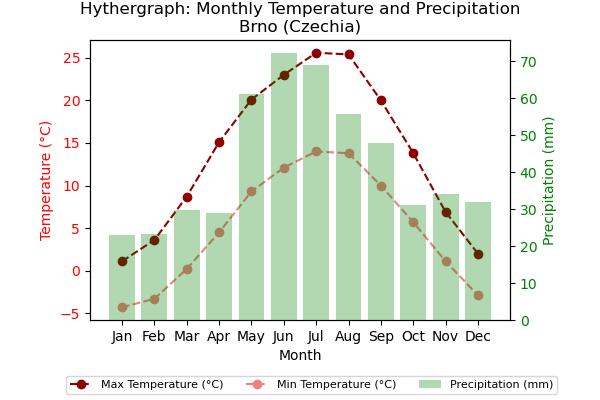 Hythergraph: Monthly Temperature and Precipitation
Brno (Czechia)
Temperature (°C)
25
20
15
10
5
0
−5
70
60
50
40
30
20
10
0
Precipitation (mm)
Jan Feb Mar Apr May Jun Jul Aug Sep Oct Nov Dec
Month
Max Temperature (°C) Min Temperature (°C) Precipitation (mm)